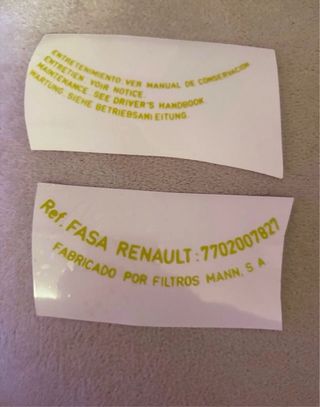 ENTRETENIMIENTO: VER MANUAL DE CONSERVACION
ENTRETIEN: VOIR NOTICE.
MAINTENANCE: SEE DRIVER'S HANDBOOK
WARTUNG: SIEHE BETRIEBSANLEITUNG.
Ref. FASA RENAULT: 7702007827
FABRICADO POR FILTROS MANN, S A